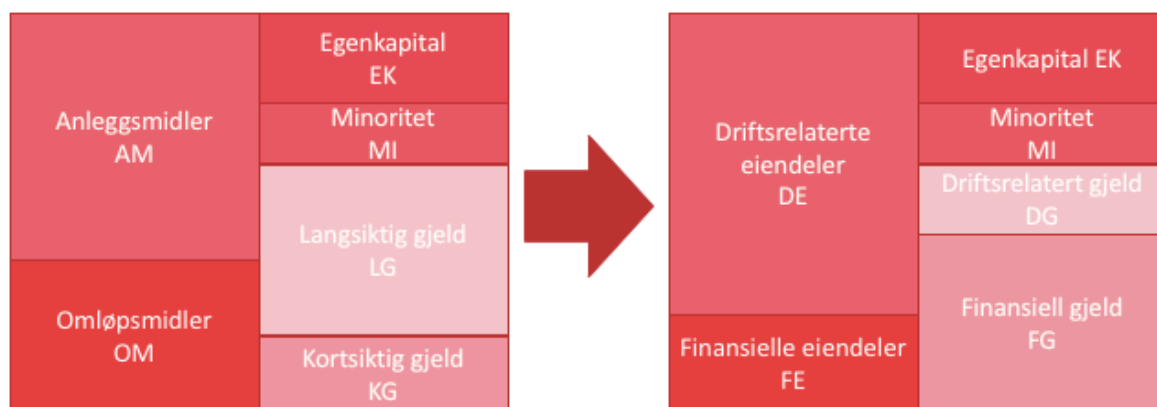 Anleggsmidler
AM
Omløpsmidler
OM
Egenkapital
EK
Minoritet
MI
Langsiktig gjeld
LG
Kortsiktig gjeld
KG
Driftsrelaterte
eiendeler
DE
Finansielle eiendeler
FE
Egenkapital EK
Minoritet
MI
Driftsrelatert gjeld
DG
Finansiell gjeld
FG